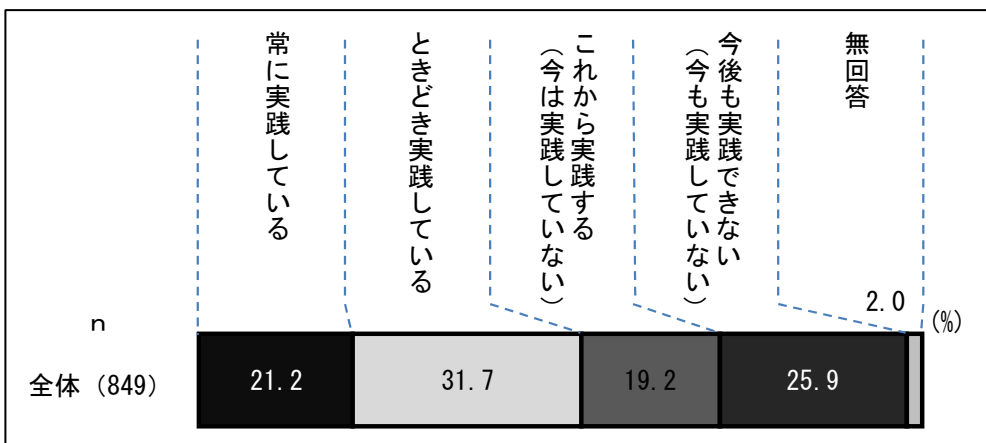 常に実践している
ときどき実践している
これから実践する
（今は実践していない）
今後も実践できない
（今も実践していない）
無回答
2.0
(%)
n
全体 (849)
21.2
31.7
19.2
25.9